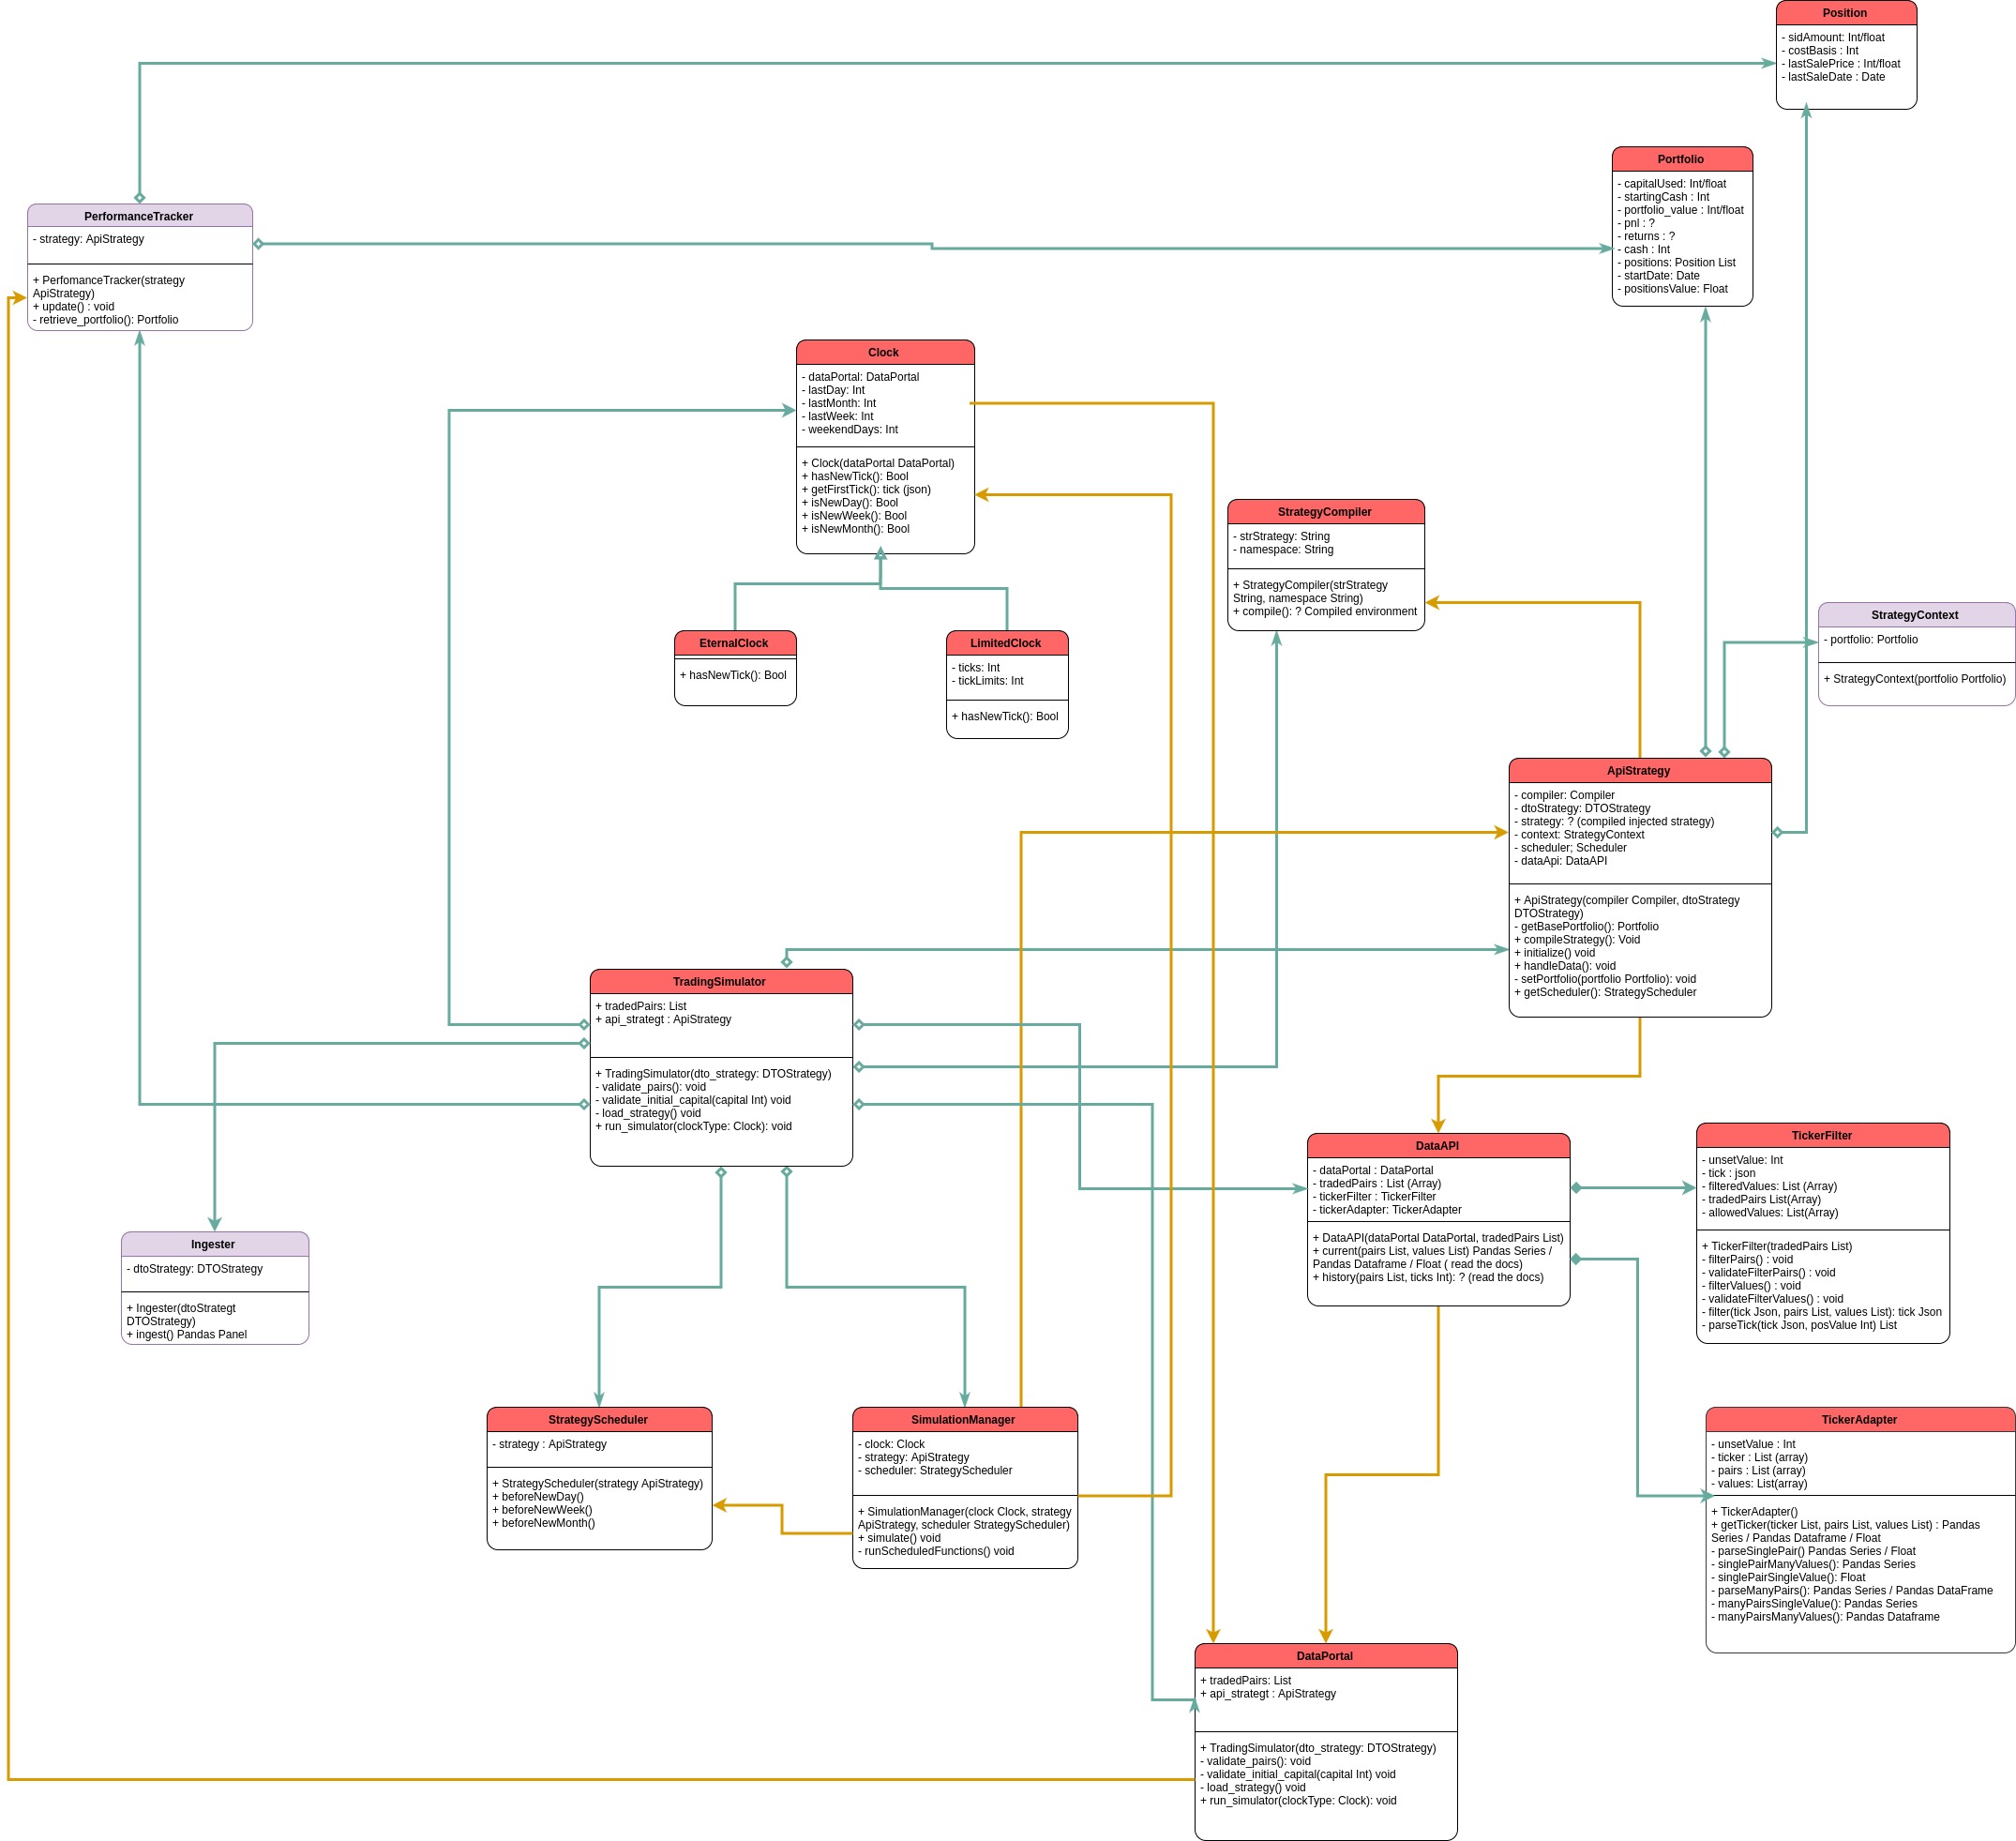 Position
- sidAmount: Int/float
- costBasis : Int
- lastSalePrice : Int/float
- lastSaleDate : Date
Portfolio
- capitalUsed: Int/float
- startingCash : Int
- portfolio_value : Int/float
- pnl : ?
- returns : ?
- cash : Int
- positions: Position List
- startDate: Date
- positionsValue: Float
PerformanceTracker
- strategy: ApiStrategy
+ PerfomanceTracker(strategy
ApiStrategy)
+ update() : void
- retrieve_portfolio(): Portfolio
Clock
- dataPortal: DataPortal
- lastDay: Int
- lastMonth: Int
- lastWeek: Int
- weekendDays: Int
+ Clock(dataPortal DataPortal)
+ hasNewTick(): Bool
+ getFirstTick(): tick (json)
+ isNewDay(): Bool
+ isNewWeek(): Bool
+ isNewMonth(): Bool
StrategyCompiler
- strStrategy: String
- namespace: String
+ StrategyCompiler(strStrategy
String, namespace String)
+ compile(): ? Compiled environment
StrategyContext
- portfolio: Portfolio
+ StrategyContext(portfolio Portfolio)
EternalClock
+ hasNewTick(): Bool
LimitedClock
- ticks: Int
- tickLimits: Int
+ hasNewTick(): Bool
ApiStrategy
- compiler: Compiler
- dtoStrategy: DTOStrategy
- strategy: ? (compiled injected strategy)
- context: StrategyContext
- scheduler; Scheduler
- dataApi: DataAPI
+ ApiStrategy(compiler Compiler, dtoStrategy
DTOStrategy)
- getBasePortfolio(): Portfolio
+ compileStrategy(): Void
+ initialize() void
+ handleData(): void
- setPortfolio(portfolio Portfolio): void
+ getScheduler(): StrategyScheduler
TradingSimulator
+ tradedPairs: List
+ api_strategt : ApiStrategy
+ TradingSimulator(dto_strategy: DTOStrategy)
- validate_pairs(): void
- validate_initial_capital(capital Int) void
- load_strategy() void
+ run_simulator(clockType: Clock): void
DataAPI
- dataPortal : DataPortal
- tradedPairs : List (Array)
- tickerFilter : TickerFilter
- tickerAdapter: TickerAdapter
+ DataAPI(dataPortal DataPortal, tradedPairs List)
+ current(pairs List, values List) Pandas Series /
Pandas Dataframe / Float ( read the docs)
+ history(pairs List, ticks Int): ? (read the docs)
TickerFilter
- unsetValue: Int
- tick : json
- filteredValues: List (Array)
- tradedPairs List(Array)
- allowedValues: List(Array)
+ TickerFilter(tradedPairs List)
- filterPairs() : void
- validateFilterPairs() : void
- filterValues() : void
- validateFilterValues() : void
- filter(tick Json, pairs List, values List): tick Json
- parseTick(tick Json, posValue Int) List
Ingester
- dtoStrategy: DTOStrategy
+ Ingester(dtoStrategt
DTOStrategy)
+ ingest() Pandas Panel
StrategyScheduler
- strategy : ApiStrategy
+ StrategyScheduler(strategy ApiStrategy)
+ beforeNewDay()
+ beforeNewWeek()
+ beforeNewMonth()
SimulationManager
- clock: Clock
- strategy: ApiStrategy
- scheduler: StrategyScheduler
+ SimulationManager(clock Clock, strategy
ApiStrategy, scheduler StrategyScheduler)
+ simulate() void
- runScheduledFunctions() void
TickerAdapter
- unsetValue : Int
- ticker : List (array)
- pairs : List (array)
- values: List(array)
+ TickerAdapter()
+ getTicker(ticker List, pairs List, values List) : Pandas
Series / Pandas Dataframe / Float
- parseSinglePair() Pandas Series / Float
- singlePairManyValues(): Pandas Series
- singlePairSingleValue(): Float
- parseManyPairs(): Pandas Series / Pandas DataFrame
- manyPairsSingleValue(): Pandas Series
- manyPairsManyValues(): Pandas Dataframe
DataPortal
+ tradedPairs: List
+ api_strategt : ApiStrategy
+ TradingSimulator(dto_strategy: DTOStrategy)
- validate_pairs(): void
- validate_initial_capital(capital Int) void
- load_strategy() void
+ run_simulator(clockType: Clock): void